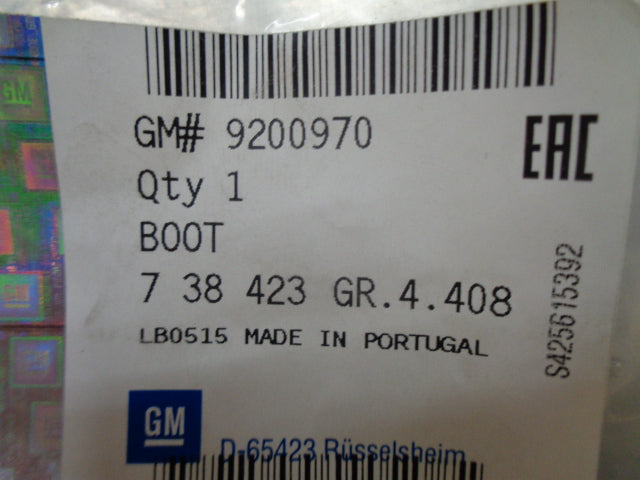 GM# 9200970
EAC
Qty 1
BOOT
7 38 423 GR.4.408
LB0515 MADE IN PORTUGAL
S425615392
GM
D-65423 Rüsselsheim
GM
GM